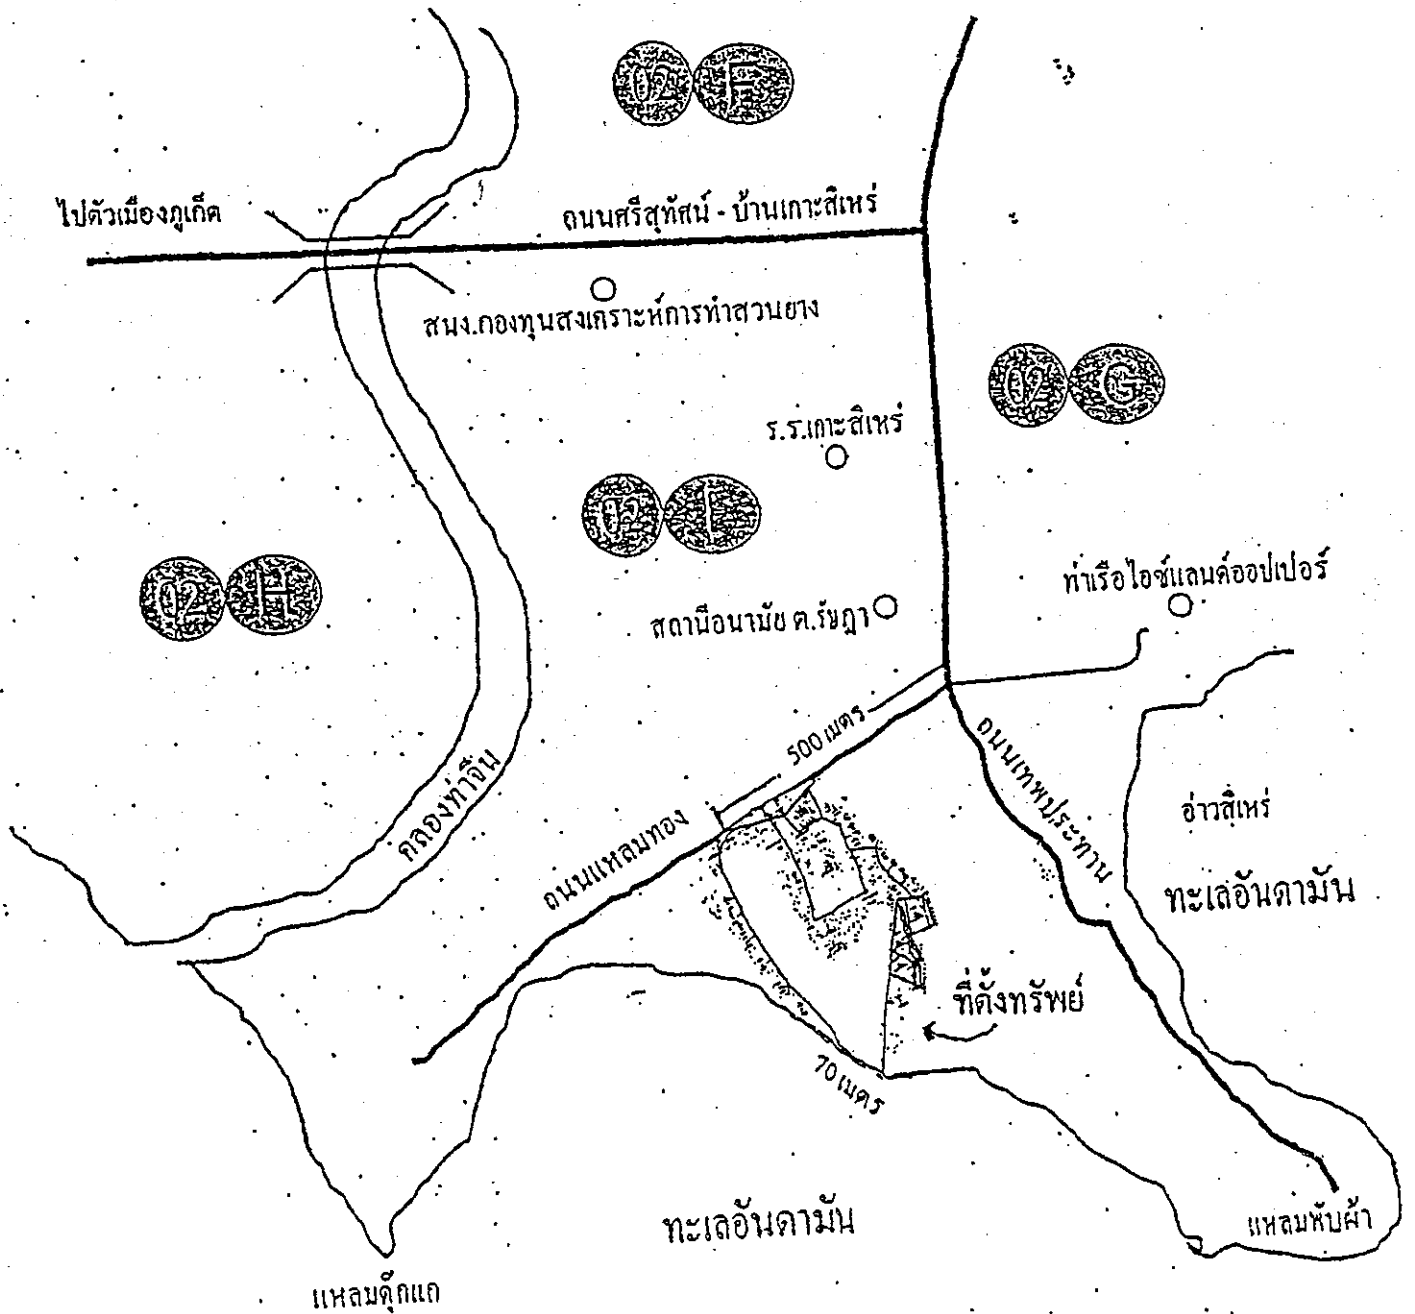 02 F
ไปตัวเมืองภูเก็ต
ถนนศรีสุทัศน์ - บ้านเกาะสิเหร่
สนง.กองทุนสงเคราะห์การทำสวนยาง
02 G
ร.ร.เกาะสิเหร่
02 I
02 H
ท่าเรือไอซ์แลนด์ออปเปอร์
สถานีอนามัย ต.รัษฎา
500 เมตร
ถนนเทพประทาน
คลองท่าจีน
ถนนแหลมทอง
อ่าวสิเหร่
ทะเลอันดามัน
ที่ตั้งทรัพย์
70 เมตร
ทะเลอันดามัน
แหลมหับผ้า
แหลมตุ๊กแก